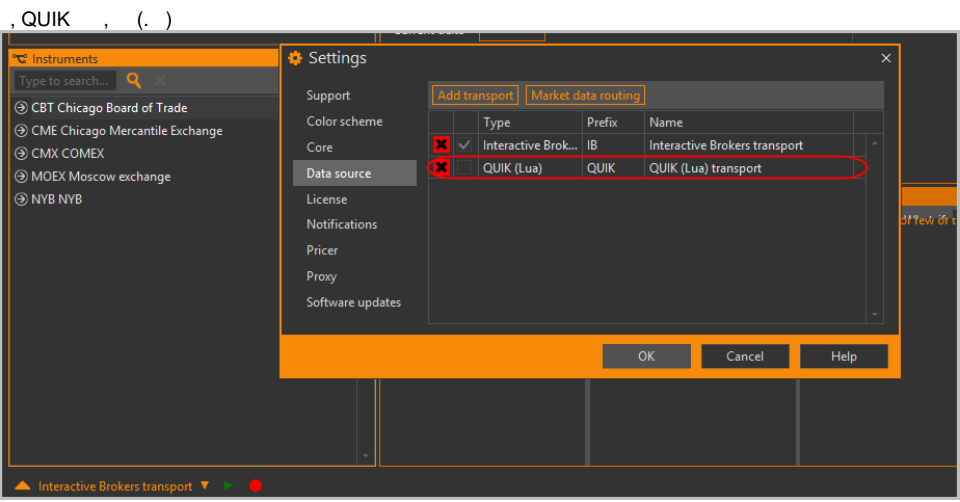 , QUIK , (. )
Instruments
Type to search...
CBT Chicago Board of Trade
CME Chicago Mercantile Exchange
CMX COMEX
MOEX Moscow exchange
NYB NYB
Settings
Support
Color scheme
Core
Data source
License
Notifications
Pricer
Proxy
Software updates
Add transport Market data routing
Type Prefix Name
Interactive Brok... IB Interactive Brokers transport
QUIK (Lua) QUIK QUIK (Lua) transport
OK Cancel Help
Interactive Brokers transport